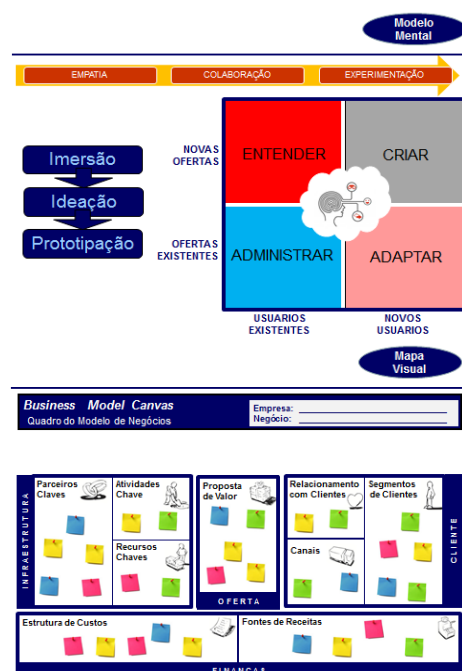 Modelo
Mental
EMPATIA
COLABORAÇÃO
EXPERIMENTAÇÃO
Imersão
Ideação
Prototipação
NOVAS
OFERTAS
ENTENDER
CRIAR
OFERTAS
EXISTENTES
ADMINISTRAR
ADAPTAR
USUARIOS
EXISTENTES
NOVOS
USUARIOS
Mapa
Visual
Business Model Canvas
Quadro do Modelo de Negócios
Empresa:
Negócio:
INFRAESTRUTURA
Parceiros
Claves
Atividades
Chave
Recursos
Chaves
Proposta
de Valor
OFERTA
Relacionamento
com Clientes
Canais
Segmentos
de Clientes
CLIENTE
Estrutura de Custos
Fontes de Receitas
FINANÇAS